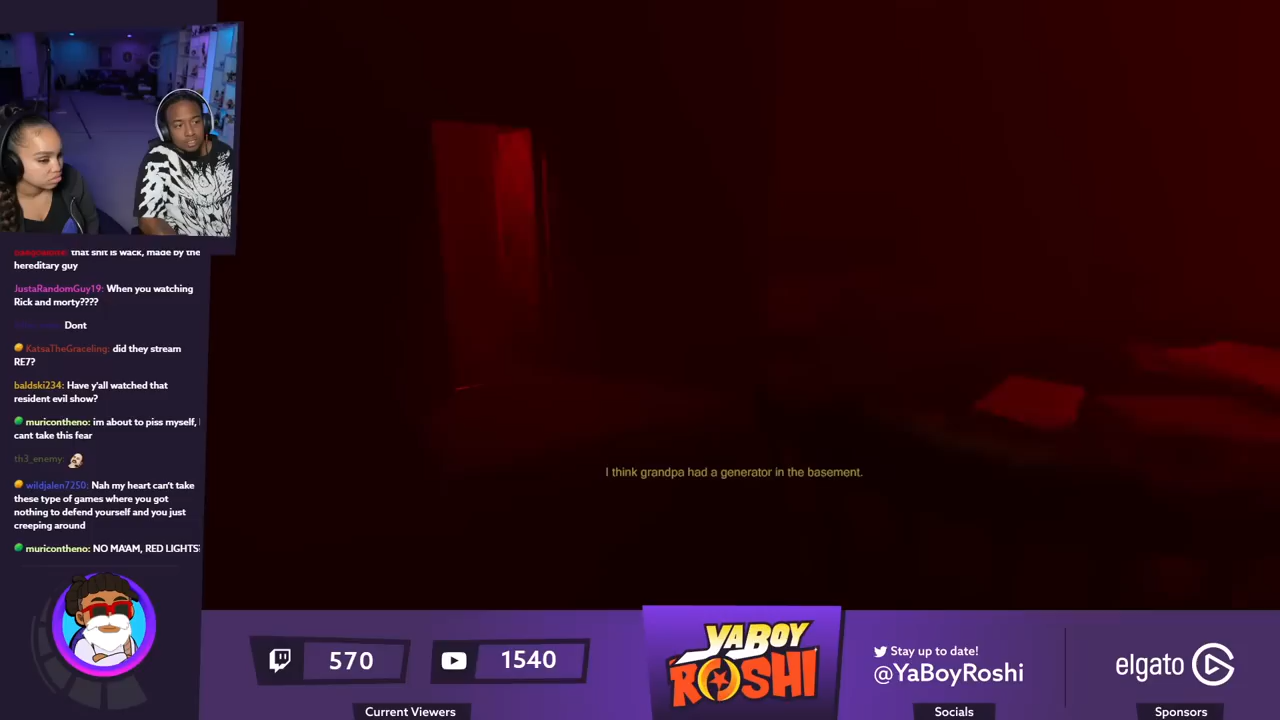 that shit is wack, made by the
hereditary guy
JustaRandomGuy19: When you watching
Rick and morty????
Dont
KatsaTheGraceling: did they stream
RE7?
baldski234: Have y'all watched that
resident evil show?
muricontheno: im about to piss myself,
cant take this fear
th3_enemy:
wildjalen7250: Nah my heart can't take
these type of games where you got
nothing to defend yourself and you just
creeping around
muricontheno: NO MA'AM, RED LIGHTS
I think grandpa had a generator in the basement.
570
1540
Current Viewers
YABOY
ROSHI
Stay up to date!
@YaBoyRoshi
Socials
elgato
Sponsors